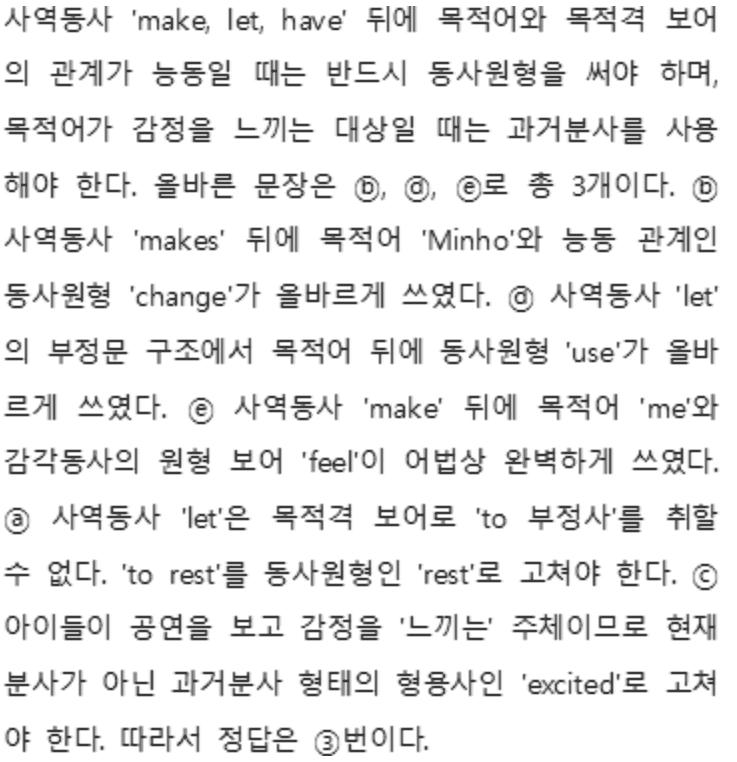 사역동사 'make, let, have' 뒤에 목적어와 목적격 보어
의 관계가 능동일 때는 반드시 동사원형을 써야 하며,
목적어가 감정을 느끼는 대상일 때는 과거분사를 사용
해야 한다. 올바른 문장은 ⓑ, ⓓ, ⓔ로 총 3개이다. ⓑ
사역동사 'makes' 뒤에 목적어 'Minho'와 능동 관계인
동사원형 'change'가 올바르게 쓰였다. ⓓ 사역동사 'let'
의 부정문 구조에서 목적어 뒤에 동사원형 'use'가 올바
르게 쓰였다. ⓔ 사역동사 'make' 뒤에 목적어 'me'와
감각동사의 원형 보어 'feel'이 어법상 완벽하게 쓰였다.
ⓐ 사역동사 'let'은 목적격 보어로 'to 부정사'를 취할
수 없다. 'to rest'를 동사원형인 'rest'로 고쳐야 한다. ⓒ
아이들이 공연을 보고 감정을 '느끼는' 주체이므로 현재
분사가 아닌 과거분사 형태의 형용사인 'excited'로 고쳐
야 한다. 따라서 정답은 ③번이다.